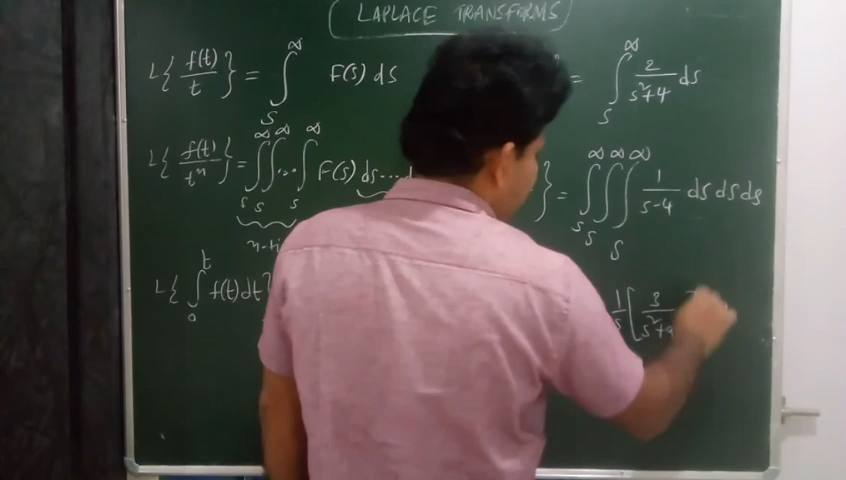 LAPLACE TRANSFORMS
L{f(t)/t} = ∫_s^∞ F(s) ds = ∫_s^∞ 2/(s²+4) ds
L{f(t)/tⁿ} = ∫_s^∞ ∫_s^∞ ... ∫_s^∞ F(s) ds... } = ∫_s^∞ ∫_s^∞ ∫_s^∞ 1/(s-4) ds ds ds
L{∫_0^t f(t)dt} 1/s [3/(s²+9